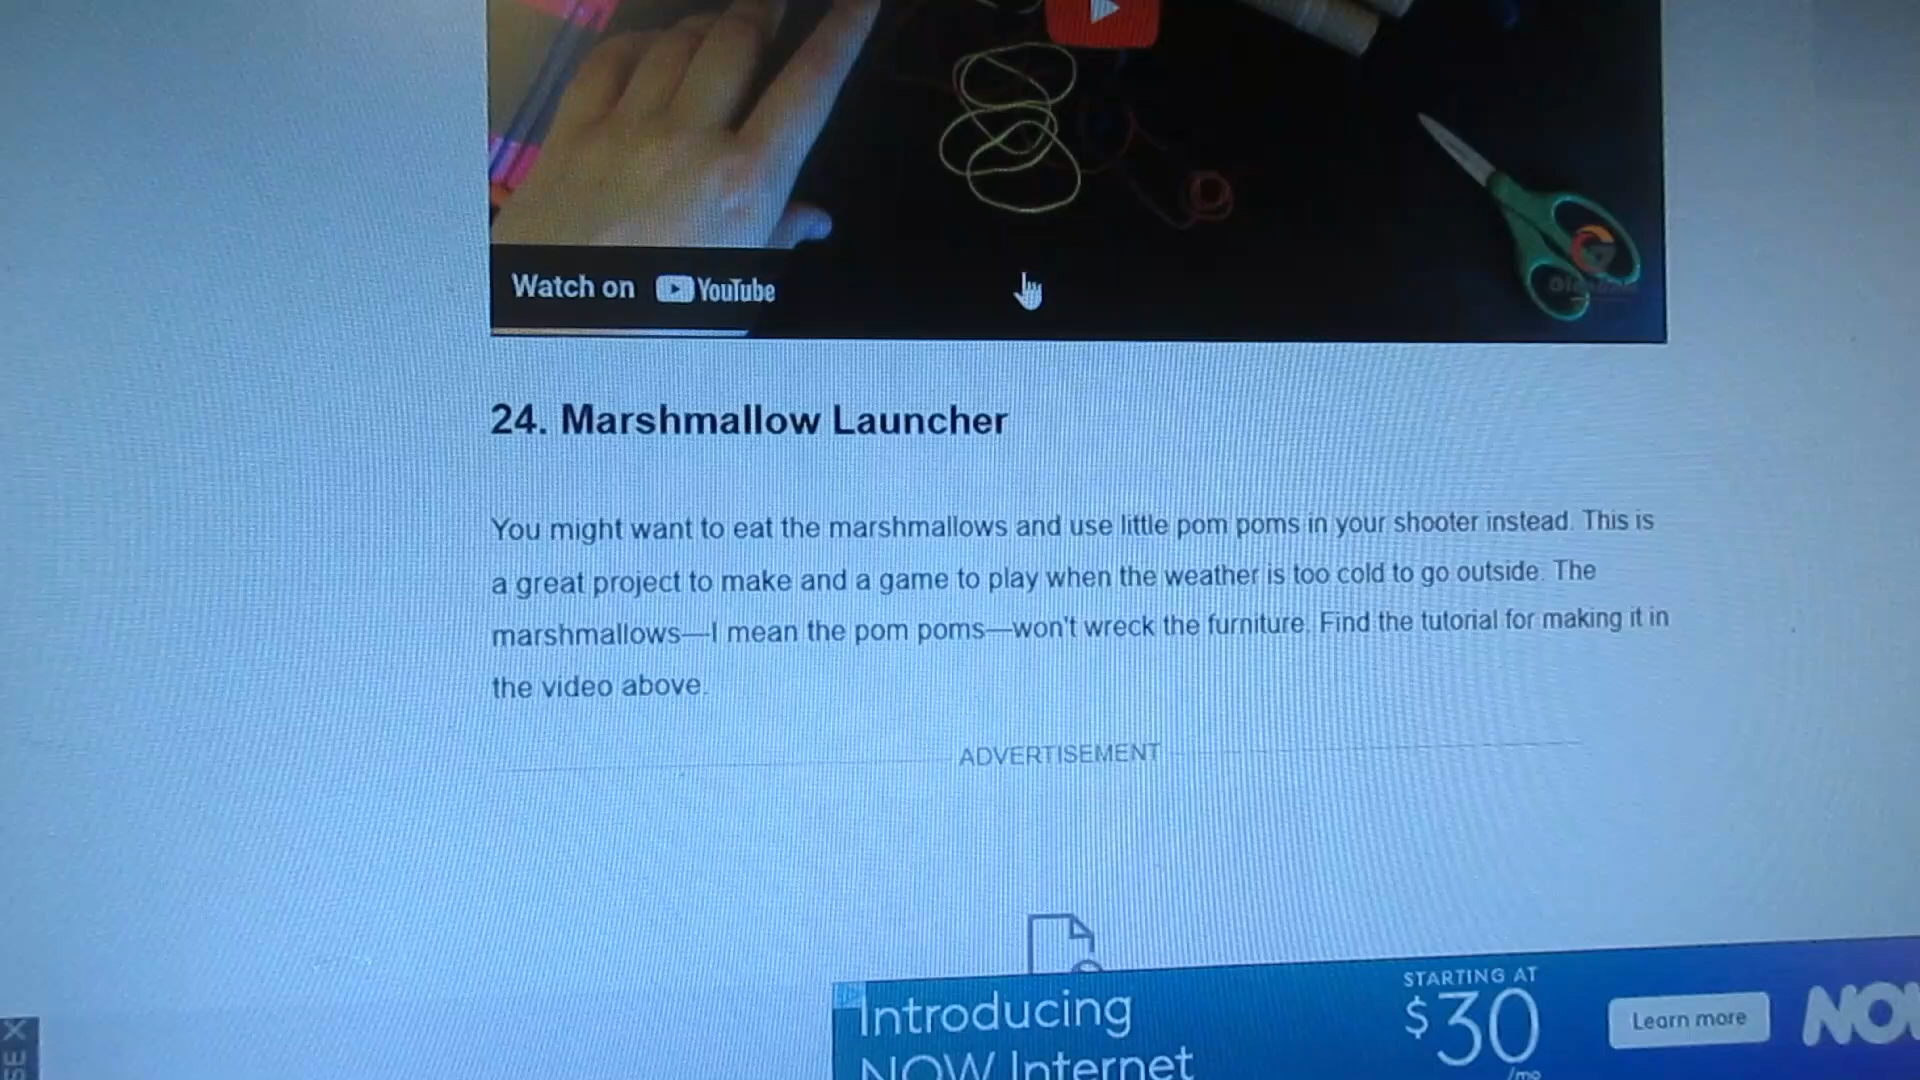 Watch on YouTube
24. Marshmallow Launcher
You might want to eat the marshmallows and use little pom poms in your shooter instead. This is
a great project to make and a game to play when the weather is too cold to go outside. The
marshmallows—I mean the pom poms—won't wreck the furniture. Find the tutorial for making it in
the video above.
ADVERTISEMENT
Introducing
NOW Internet
STARTING AT
$30
/mo
Learn more